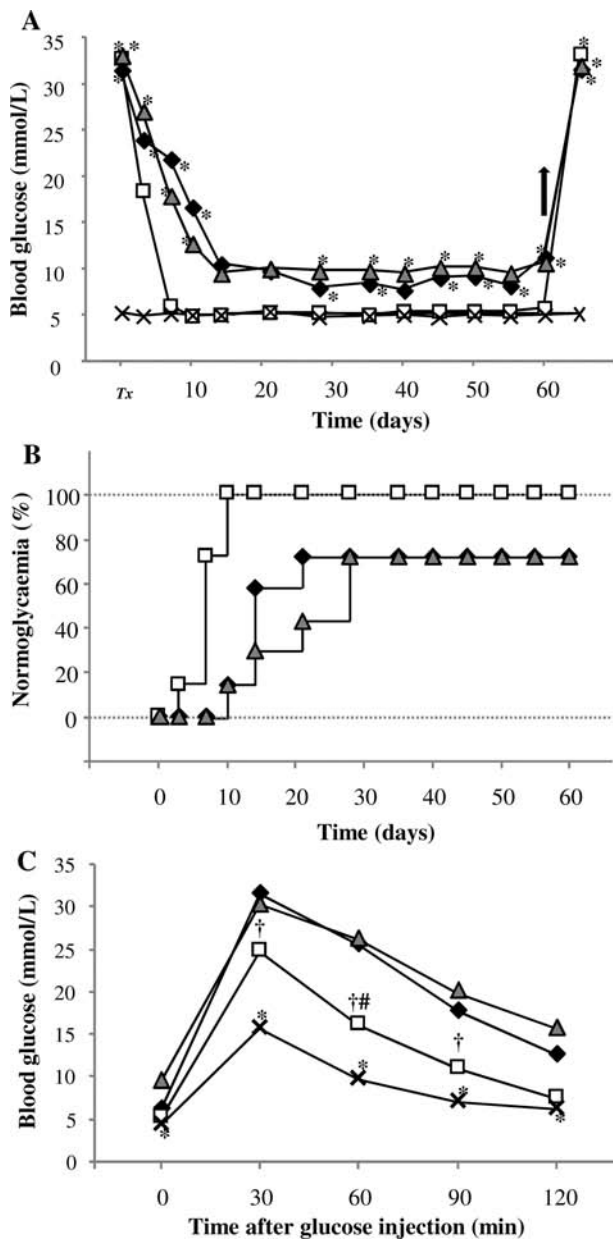 A
Blood glucose (mmol/L)
35
30
25
20
15
10
5
0
* * *
* * * * * *
* * * * * * * * * * * *
* * *
Tx 10 20 30 40 50 60
Time (days)
B
Normoglycaemia (%)
100
80
60
40
20
0
0 10 20 30 40 50 60
Time (days)
C
Blood glucose (mmol/L)
35
30
25
20
15
10
5
0
†
†#
†
* * * * *
0 30 60 90 120
Time after glucose injection (min)